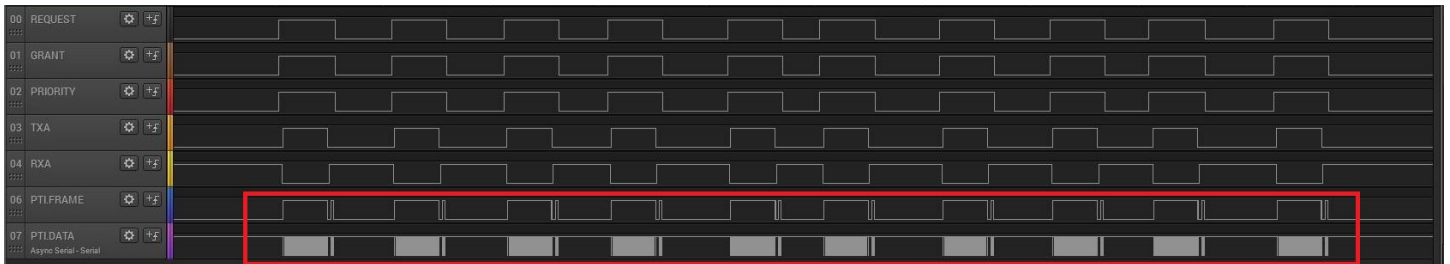 00 REQUEST
01 GRANT
02 PRIORITY
03 TXA
04 RXA
06 PTI.FRAME
07 PTI.DATA
Async Serial - Serial